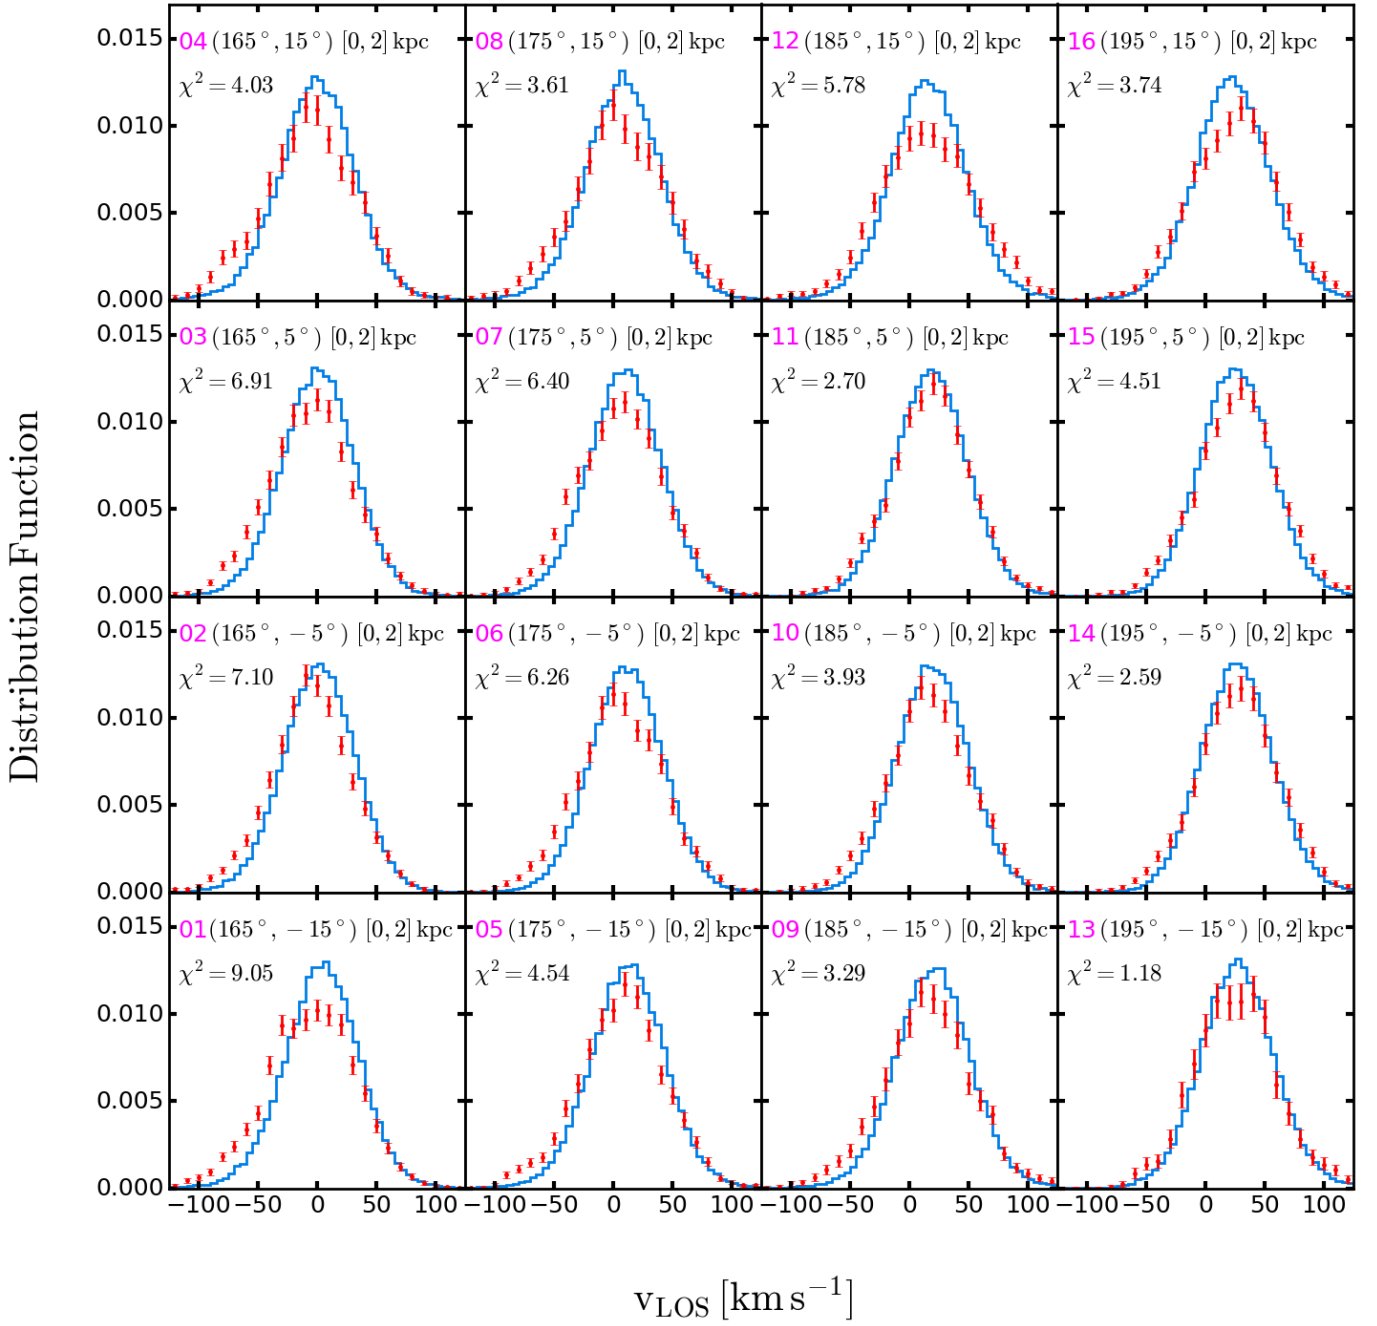 Distribution Function
0.015
0.010
0.005
0.000
04 (165°, 15°) [0, 2] kpc
χ² = 4.03
08 (175°, 15°) [0, 2] kpc
χ² = 3.61
12 (185°, 15°) [0, 2] kpc
χ² = 5.78
16 (195°, 15°) [0, 2] kpc
χ² = 3.74
0.015
0.010
0.005
0.000
03 (165°, 5°) [0, 2] kpc
χ² = 6.91
07 (175°, 5°) [0, 2] kpc
χ² = 6.40
11 (185°, 5°) [0, 2] kpc
χ² = 2.70
15 (195°, 5°) [0, 2] kpc
χ² = 4.51
0.015
0.010
0.005
0.000
02 (165°, −5°) [0, 2] kpc
χ² = 7.10
06 (175°, −5°) [0, 2] kpc
χ² = 6.26
10 (185°, −5°) [0, 2] kpc
χ² = 3.93
14 (195°, −5°) [0, 2] kpc
χ² = 2.59
0.015
0.010
0.005
0.000
01 (165°, −15°) [0, 2] kpc
χ² = 9.05
05 (175°, −15°) [0, 2] kpc
χ² = 4.54
09 (185°, −15°) [0, 2] kpc
χ² = 3.29
13 (195°, −15°) [0, 2] kpc
χ² = 1.18
−100 −50 0 50 100 −50 0 50 100 −100 −50 0 50 100 −100 −50 0 50 100
v_LOS [km s⁻¹]